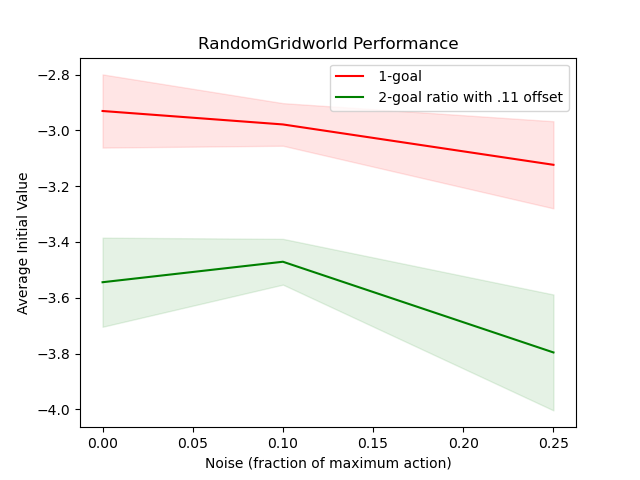 RandomGridworld Performance
1-goal
2-goal ratio with .11 offset
Average Initial Value
−2.8
−3.0
−3.2
−3.4
−3.6
−3.8
−4.0
0.00 0.05 0.10 0.15 0.20 0.25
Noise (fraction of maximum action)